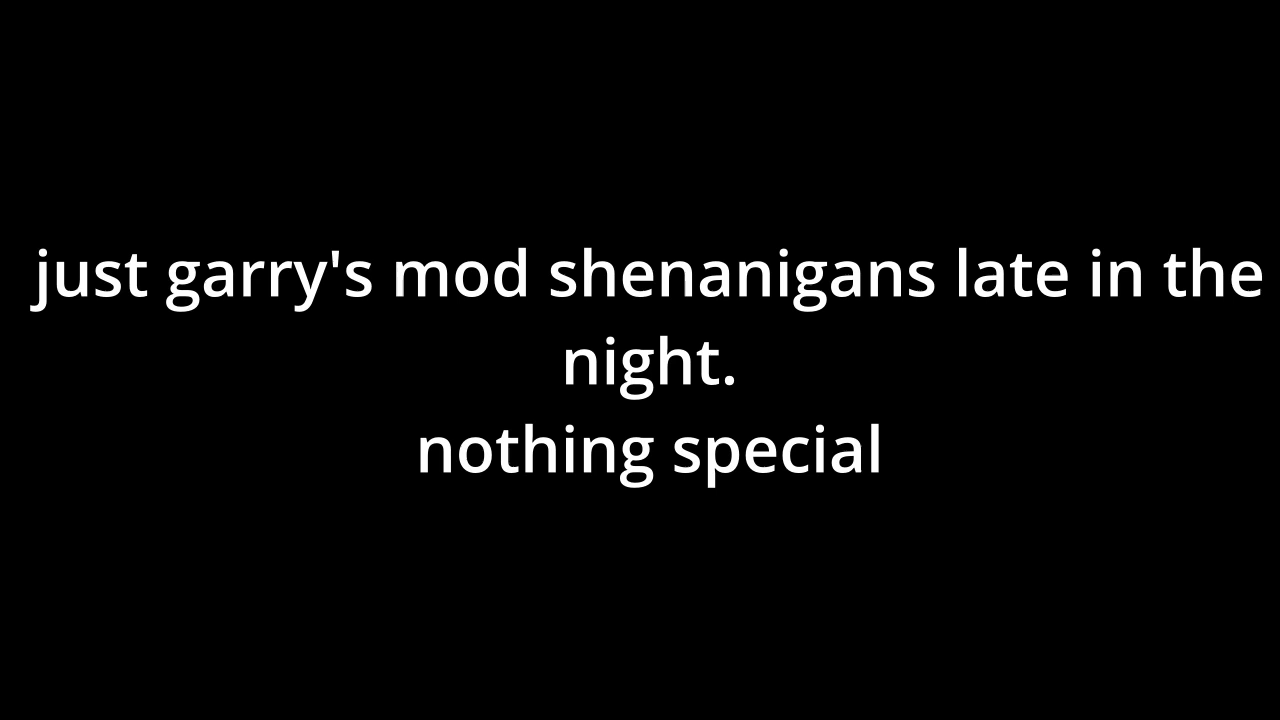 just garry's mod shenanigans late in the
night.
nothing special